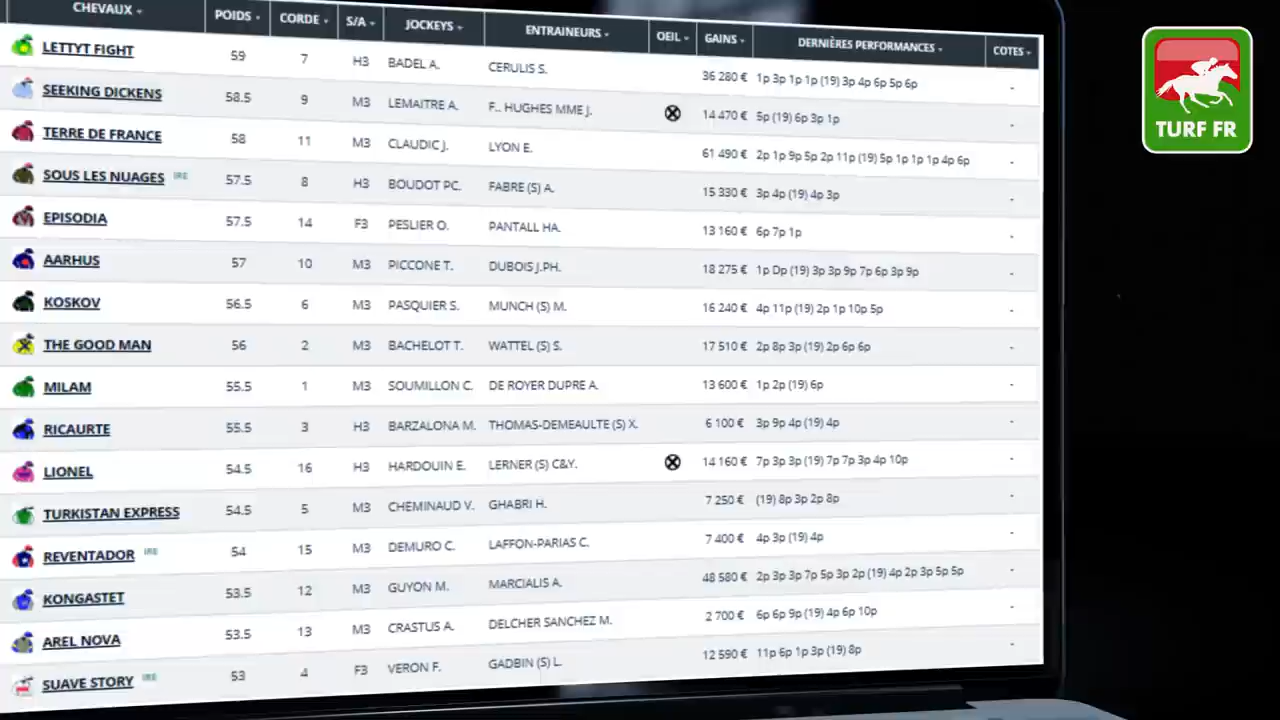 CHEVAUX POIDS CORDE S/A JOCKEYS ENTRAINEURS OEIL GAINS DERNIÈRES PERFORMANCES COTES
LETTYT FIGHT 59 7 H3 BADEL A. CERULIS S. 36 280 € 1p 3p 1p 1p (19) 3p 4p 6p 5p 6p -
SEEKING DICKENS 58.5 9 M3 LEMAITRE A. F.. HUGHES MME J. 14 470 € 5p (19) 6p 3p 1p -
TERRE DE FRANCE 58 11 M3 CLAUDIC J. LYON E. 61 490 € 2p 1p 9p 5p 2p 11p (19) 5p 1p 1p 1p 4p 6p -
SOUS LES NUAGES IRE 57.5 8 H3 BOUDOT PC. FABRE (S) A. 15 330 € 3p 4p (19) 4p 3p -
EPISODIA 57.5 14 F3 PESLIER O. PANTALL HA. 13 160 € 6p 7p 1p -
AARHUS 57 10 M3 PICCONE T. DUBOIS J.PH. 18 275 € 1p Dp (19) 3p 3p 9p 7p 6p 3p 9p -
KOSKOV 56.5 6 M3 PASQUIER S. MUNCH (S) M. 16 240 € 4p 11p (19) 2p 1p 10p 5p -
THE GOOD MAN 56 2 M3 BACHELOT T. WATTEL (S) S. 17 510 € 2p 8p 3p (19) 2p 6p 6p -
MILAM 55.5 1 M3 SOUMILLON C. DE ROYER DUPRE A. 13 600 € 1p 2p (19) 6p -
RICAURTE 55.5 3 H3 BARZALONA M. THOMAS-DEMEAULTE (S) X. 6 100 € 3p 9p 4p (19) 4p -
LIONEL 54.5 16 H3 HARDOUIN E. LERNER (S) C&Y. 14 160 € 7p 3p 3p (19) 7p 7p 3p 4p 10p -
TURKISTAN EXPRESS 54.5 5 M3 CHEMINAUD V. GHABRI H. 7 250 € (19) 8p 3p 2p 8p -
REVENTADOR IRE 54 15 M3 DEMURO C. LAFFON-PARIAS C. 7 400 € 4p 3p (19) 4p -
KONGASTET 53.5 12 M3 GUYON M. MARCIALIS A. 48 580 € 2p 3p 3p 7p 5p 3p 2p (19) 4p 2p 3p 5p 5p -
AREL NOVA 53.5 13 M3 CRASTUS A. DELCHER SANCHEZ M. 2 700 € 6p 6p 9p (19) 4p 6p 10p -
SUAVE STORY IRE 53 4 F3 VERON F. GADBIN (S) L. 12 590 € 11p 6p 1p 3p (19) 8p -
TURF FR